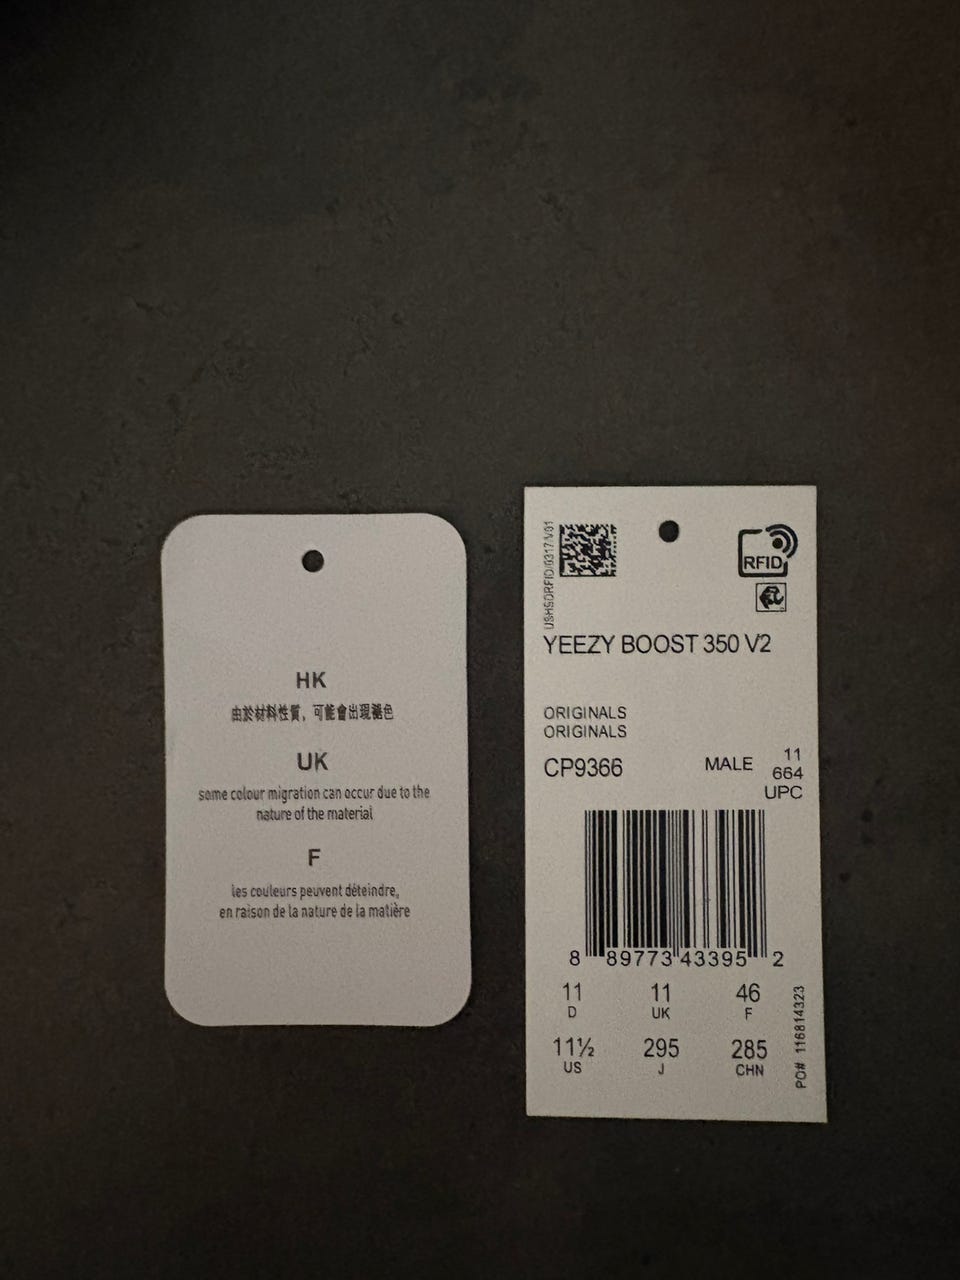 HK
由於材料性質，可能會出現褪色
UK
some colour migration can occur due to the
nature of the material
F
les couleurs peuvent déteindre,
en raison de la nature de la matière
RFID
YEEZY BOOST 350 V2
ORIGINALS
ORIGINALS
CP9366
MALE
11
664
UPC
8 89773 43395 2
11 11 46
D UK F
11½ 295 285
US J CHN
PO# 116814323